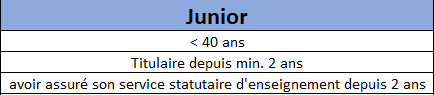 Junior
< 40 ans
Titulaire depuis min. 2 ans
avoir assuré son service statutaire d'enseignement depuis 2 ans